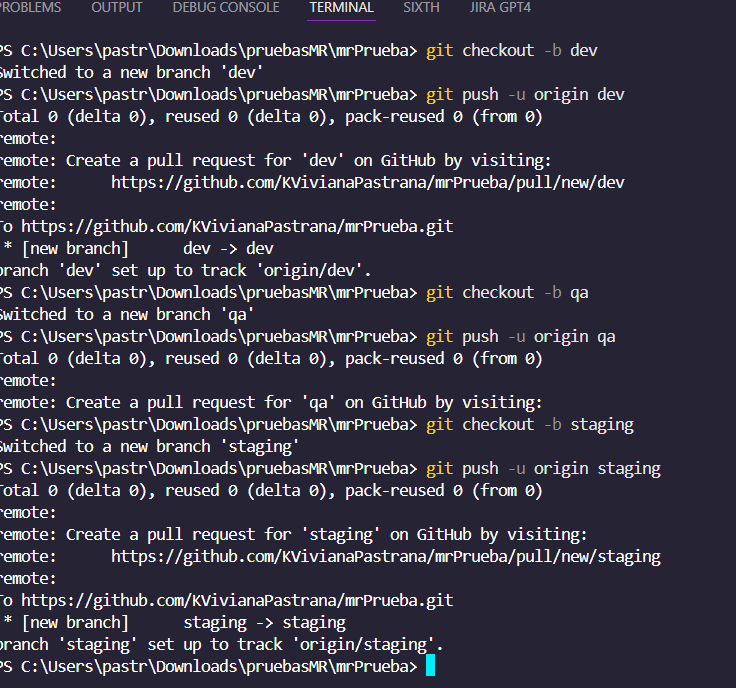 PROBLEMS OUTPUT DEBUG CONSOLE TERMINAL SIXTH JIRA GPT4
PS C:\Users\pastr\Downloads\pruebasMR\mrPrueba> git checkout -b dev
Switched to a new branch 'dev'
PS C:\Users\pastr\Downloads\pruebasMR\mrPrueba> git push -u origin dev
Total 0 (delta 0), reused 0 (delta 0), pack-reused 0 (from 0)
remote:
remote: Create a pull request for 'dev' on GitHub by visiting:
remote:      https://github.com/KVivianaPastrana/mrPrueba/pull/new/dev
remote:
To https://github.com/KVivianaPastrana/mrPrueba.git
 * [new branch]      dev -> dev
branch 'dev' set up to track 'origin/dev'.
PS C:\Users\pastr\Downloads\pruebasMR\mrPrueba> git checkout -b qa
Switched to a new branch 'qa'
PS C:\Users\pastr\Downloads\pruebasMR\mrPrueba> git push -u origin qa
Total 0 (delta 0), reused 0 (delta 0), pack-reused 0 (from 0)
remote:
remote: Create a pull request for 'qa' on GitHub by visiting:
PS C:\Users\pastr\Downloads\pruebasMR\mrPrueba> git checkout -b staging
Switched to a new branch 'staging'
PS C:\Users\pastr\Downloads\pruebasMR\mrPrueba> git push -u origin staging
Total 0 (delta 0), reused 0 (delta 0), pack-reused 0 (from 0)
remote:
remote: Create a pull request for 'staging' on GitHub by visiting:
remote:      https://github.com/KVivianaPastrana/mrPrueba/pull/new/staging
remote:
To https://github.com/KVivianaPastrana/mrPrueba.git
 * [new branch]      staging -> staging
branch 'staging' set up to track 'origin/staging'.
PS C:\Users\pastr\Downloads\pruebasMR\mrPrueba>